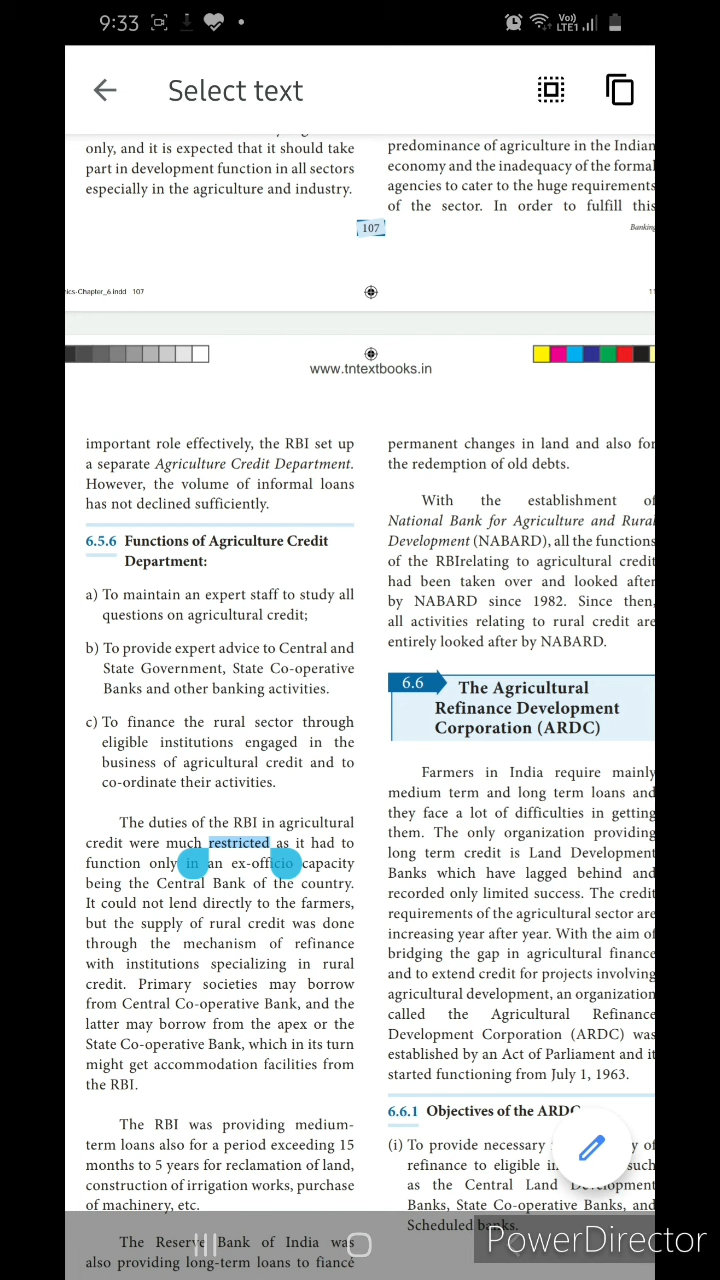 9:33
Vo))
LTE1
Select text
only, and it is expected that it should take
part in development function in all sectors
especially in the agriculture and industry.
predominance of agriculture in the Indian
economy and the inadequacy of the formal
agencies to cater to the huge requirements
of the sector. In order to fulfill this
107
Banking
ics-Chapter_6.indd 107
www.tntextbooks.in
important role effectively, the RBI set up
a separate Agriculture Credit Department.
However, the volume of informal loans
has not declined sufficiently.
6.5.6 Functions of Agriculture Credit
Department:
a) To maintain an expert staff to study all
questions on agricultural credit;
b) To provide expert advice to Central and
State Government, State Co-operative
Banks and other banking activities.
c) To finance the rural sector through
eligible institutions engaged in the
business of agricultural credit and to
co-ordinate their activities.
The duties of the RBI in agricultural
credit were much restricted as it had to
function only in an ex-officio capacity
being the Central Bank of the country.
It could not lend directly to the farmers,
but the supply of rural credit was done
through the mechanism of refinance
with institutions specializing in rural
credit. Primary societies may borrow
from Central Co-operative Bank, and the
latter may borrow from the apex or the
State Co-operative Bank, which in its turn
might get accommodation facilities from
the RBI.
The RBI was providing medium-
term loans also for a period exceeding 15
months to 5 years for reclamation of land,
construction of irrigation works, purchase
of machinery, etc.
The Reserve Bank of India was
also providing long-term loans to fiancé
permanent changes in land and also for
the redemption of old debts.
With the establishment of
National Bank for Agriculture and Rural
Development (NABARD), all the functions
of the RBIrelating to agricultural credit
had been taken over and looked after
by NABARD since 1982. Since then,
all activities relating to rural credit are
entirely looked after by NABARD.
6.6 The Agricultural
Refinance Development
Corporation (ARDC)
Farmers in India require mainly
medium term and long term loans and
they face a lot of difficulties in getting
them. The only organization providing
long term credit is Land Development
Banks which have lagged behind and
recorded only limited success. The credit
requirements of the agricultural sector are
increasing year after year. With the aim of
bridging the gap in agricultural finance
and to extend credit for projects involving
agricultural development, an organization
called the Agricultural Refinance
Development Corporation (ARDC) was
established by an Act of Parliament and it
started functioning from July 1, 1963.
6.6.1 Objectives of the ARDC
(i) To provide necessary of
refinance to eligible such
as the Central Land Development
Banks, State Co-operative Banks, and
Scheduled banks.
PowerDirector